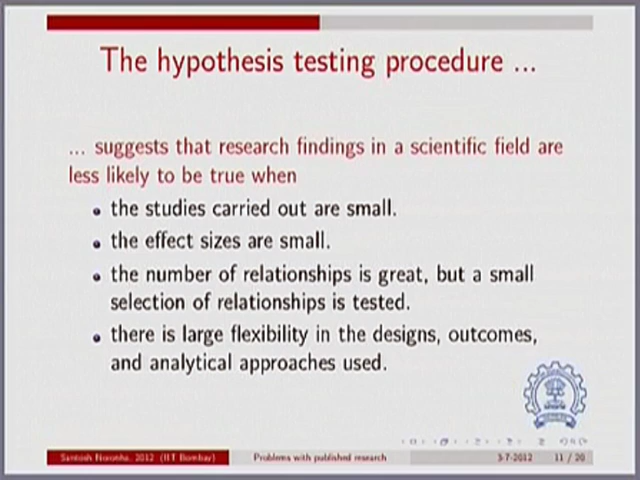 The hypothesis testing procedure ...
... suggests that research findings in a scientific field are
less likely to be true when
the studies carried out are small.
the effect sizes are small.
the number of relationships is great, but a small
selection of relationships is tested.
there is large flexibility in the designs, outcomes,
and analytical approaches used.
Santosh Noronha, 2012 (IIT Bombay)
Problems with published research
3-7-2012
11 / 20